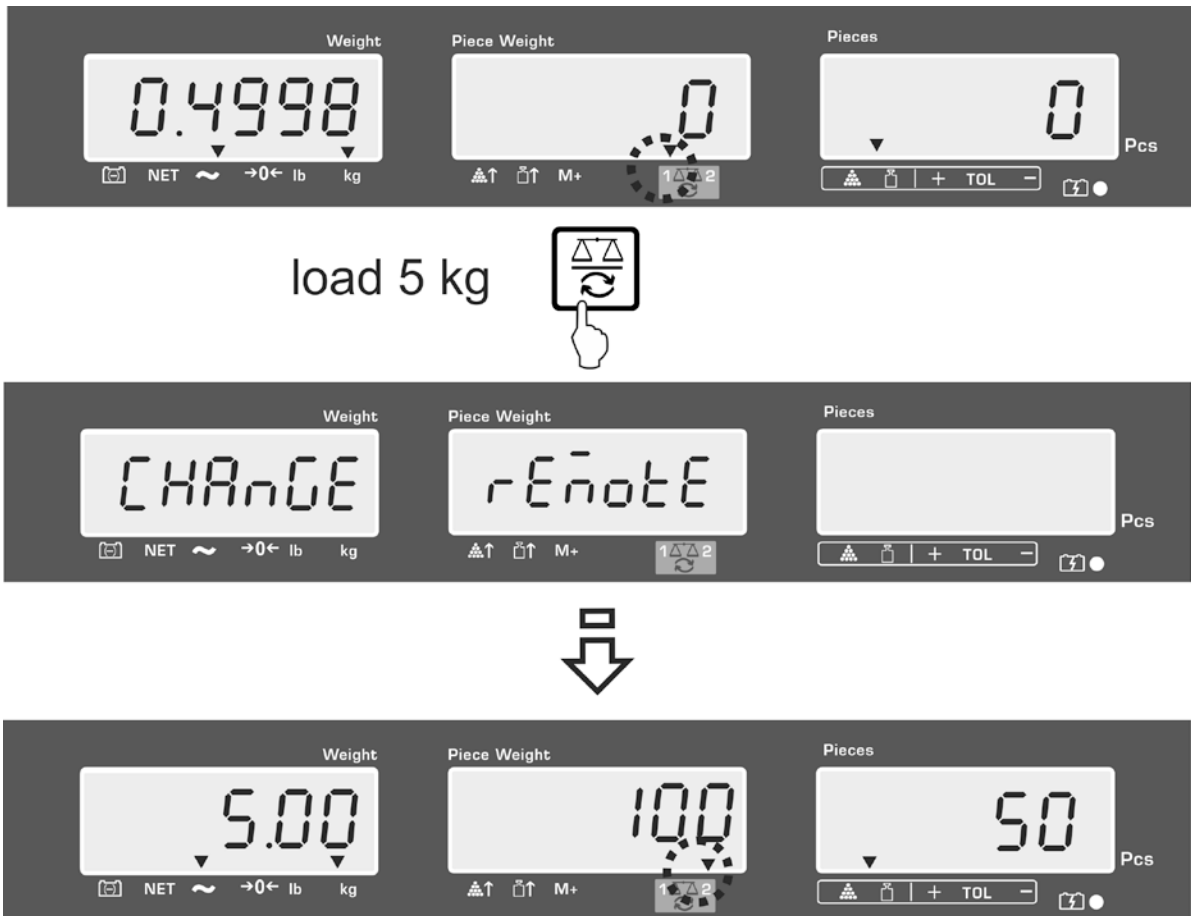 Weight Piece Weight Pieces
0.4998 0 0
Pcs
NET →0← lb kg M+ 1 2 + TOL −
load 5 kg
Weight Piece Weight Pieces
CHAnGE rEmotE
Pcs
NET →0← lb kg M+ 1 2 + TOL −
Weight Piece Weight Pieces
5.00 100 50
Pcs
NET →0← lb kg M+ 1 2 + TOL −